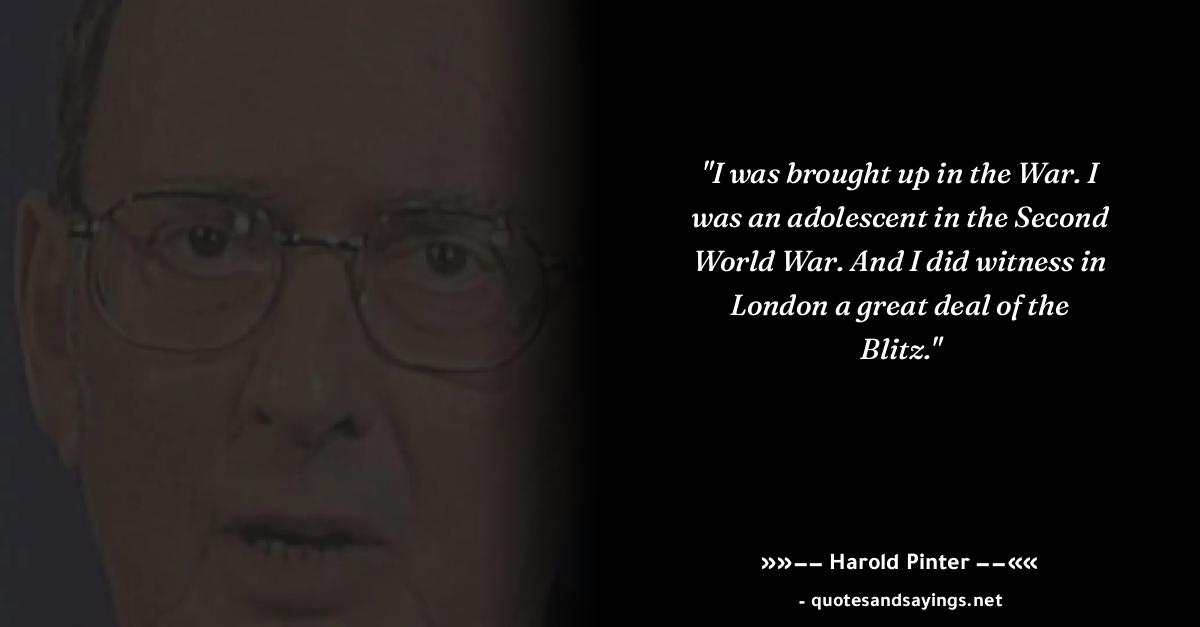 "I was brought up in the War. I
was an adolescent in the Second
World War. And I did witness in
London a great deal of the
Blitz."
»»–– Harold Pinter ––««
- quotesandsayings.net